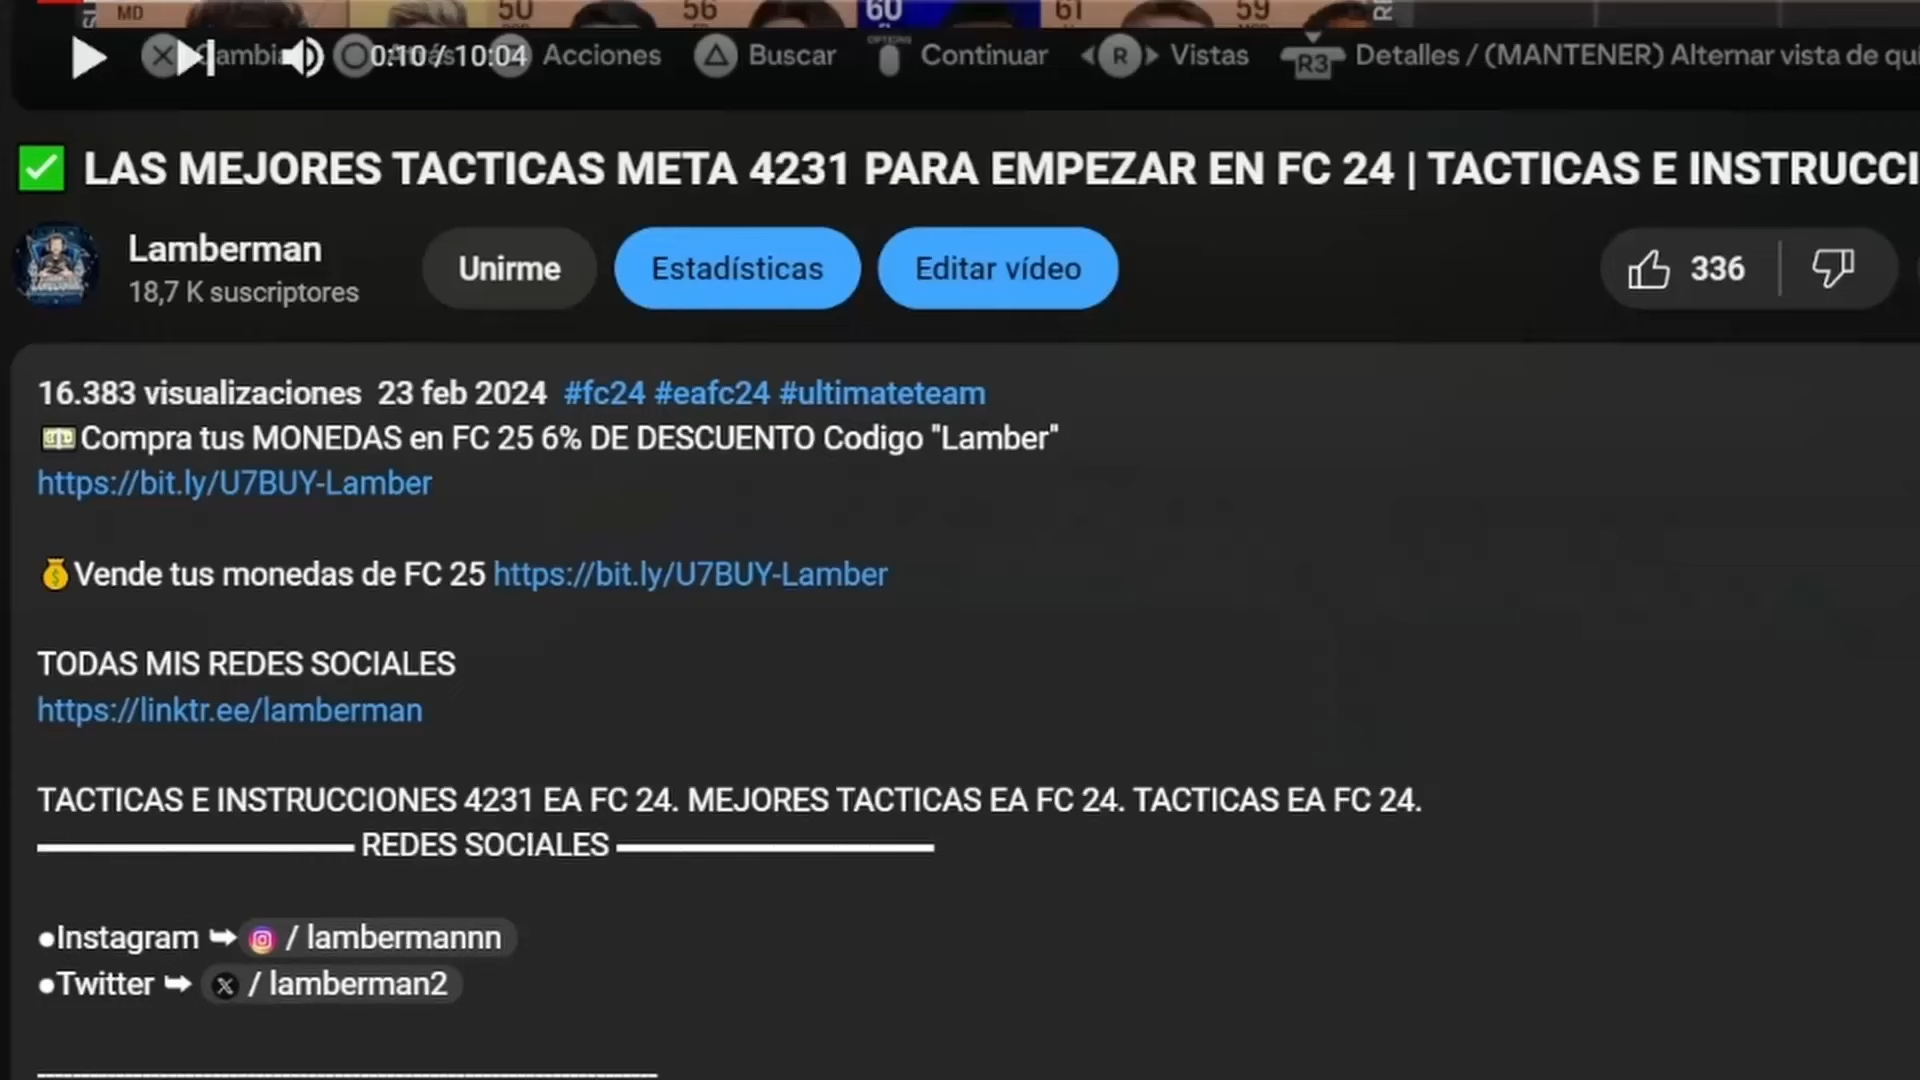 MD 50 56 60 61 59
0:10 / 10:04 Acciones Buscar Continuar R Vistas R3 Detalles / (MANTENER) Alternar vista de qui
✅ LAS MEJORES TACTICAS META 4231 PARA EMPEZAR EN FC 24 | TACTICAS E INSTRUCCI
Lamberman
18,7 K suscriptores
Unirme
Estadísticas
Editar vídeo
336
16.383 visualizaciones 23 feb 2024 #fc24 #eafc24 #ultimateteam
💵Compra tus MONEDAS en FC 25 6% DE DESCUENTO Codigo "Lamber"
https://bit.ly/U7BUY-Lamber
💰Vende tus monedas de FC 25 https://bit.ly/U7BUY-Lamber
TODAS MIS REDES SOCIALES
https://linktr.ee/lamberman
TACTICAS E INSTRUCCIONES 4231 EA FC 24. MEJORES TACTICAS EA FC 24. TACTICAS EA FC 24.
REDES SOCIALES
●Instagram ➥ / lambermannn
●Twitter ➥ / lamberman2